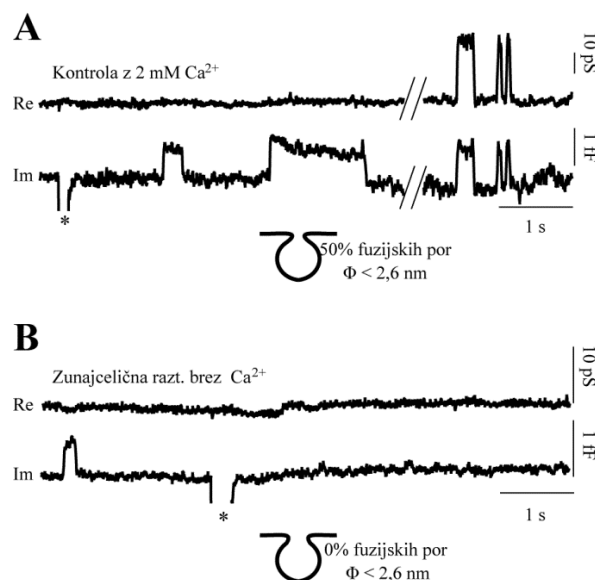 A
10 pS
Kontrola z 2 mM Ca²⁺
Re
1 fF
Im
*
1 s
50% fuzijskih por
Φ < 2,6 nm
B
10 pS
Zunajcelična razt. brez Ca²⁺
Re
1 fF
Im
*
1 s
0% fuzijskih por
Φ < 2,6 nm